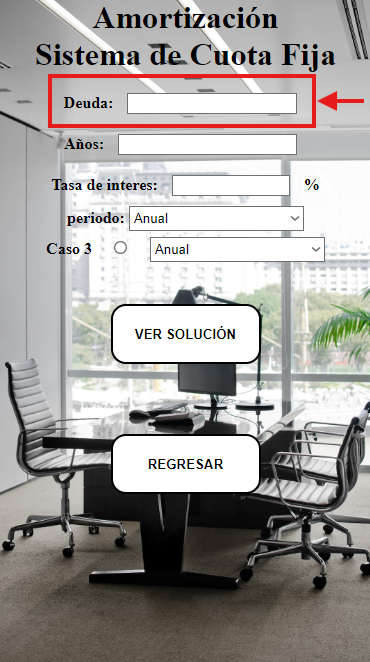 Amortización
Sistema de Cuota Fija
Deuda:
Años:
Tasa de interes: %
periodo: Anual
Caso 3 Anual
VER SOLUCIÓN
REGRESAR